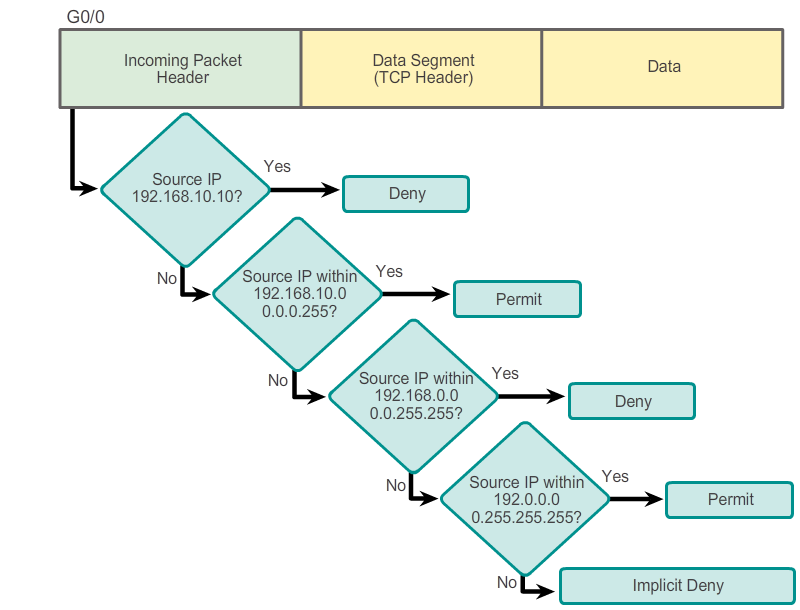 G0/0
Incoming Packet
Header
Data Segment
(TCP Header)
Data
Source IP
192.168.10.10?
Yes
Deny
No
Source IP within
192.168.10.0
0.0.0.255?
Yes
Permit
No
Source IP within
192.168.0.0
0.0.255.255?
Yes
Deny
No
Source IP within
192.0.0.0
0.255.255.255?
Yes
Permit
No
Implicit Deny